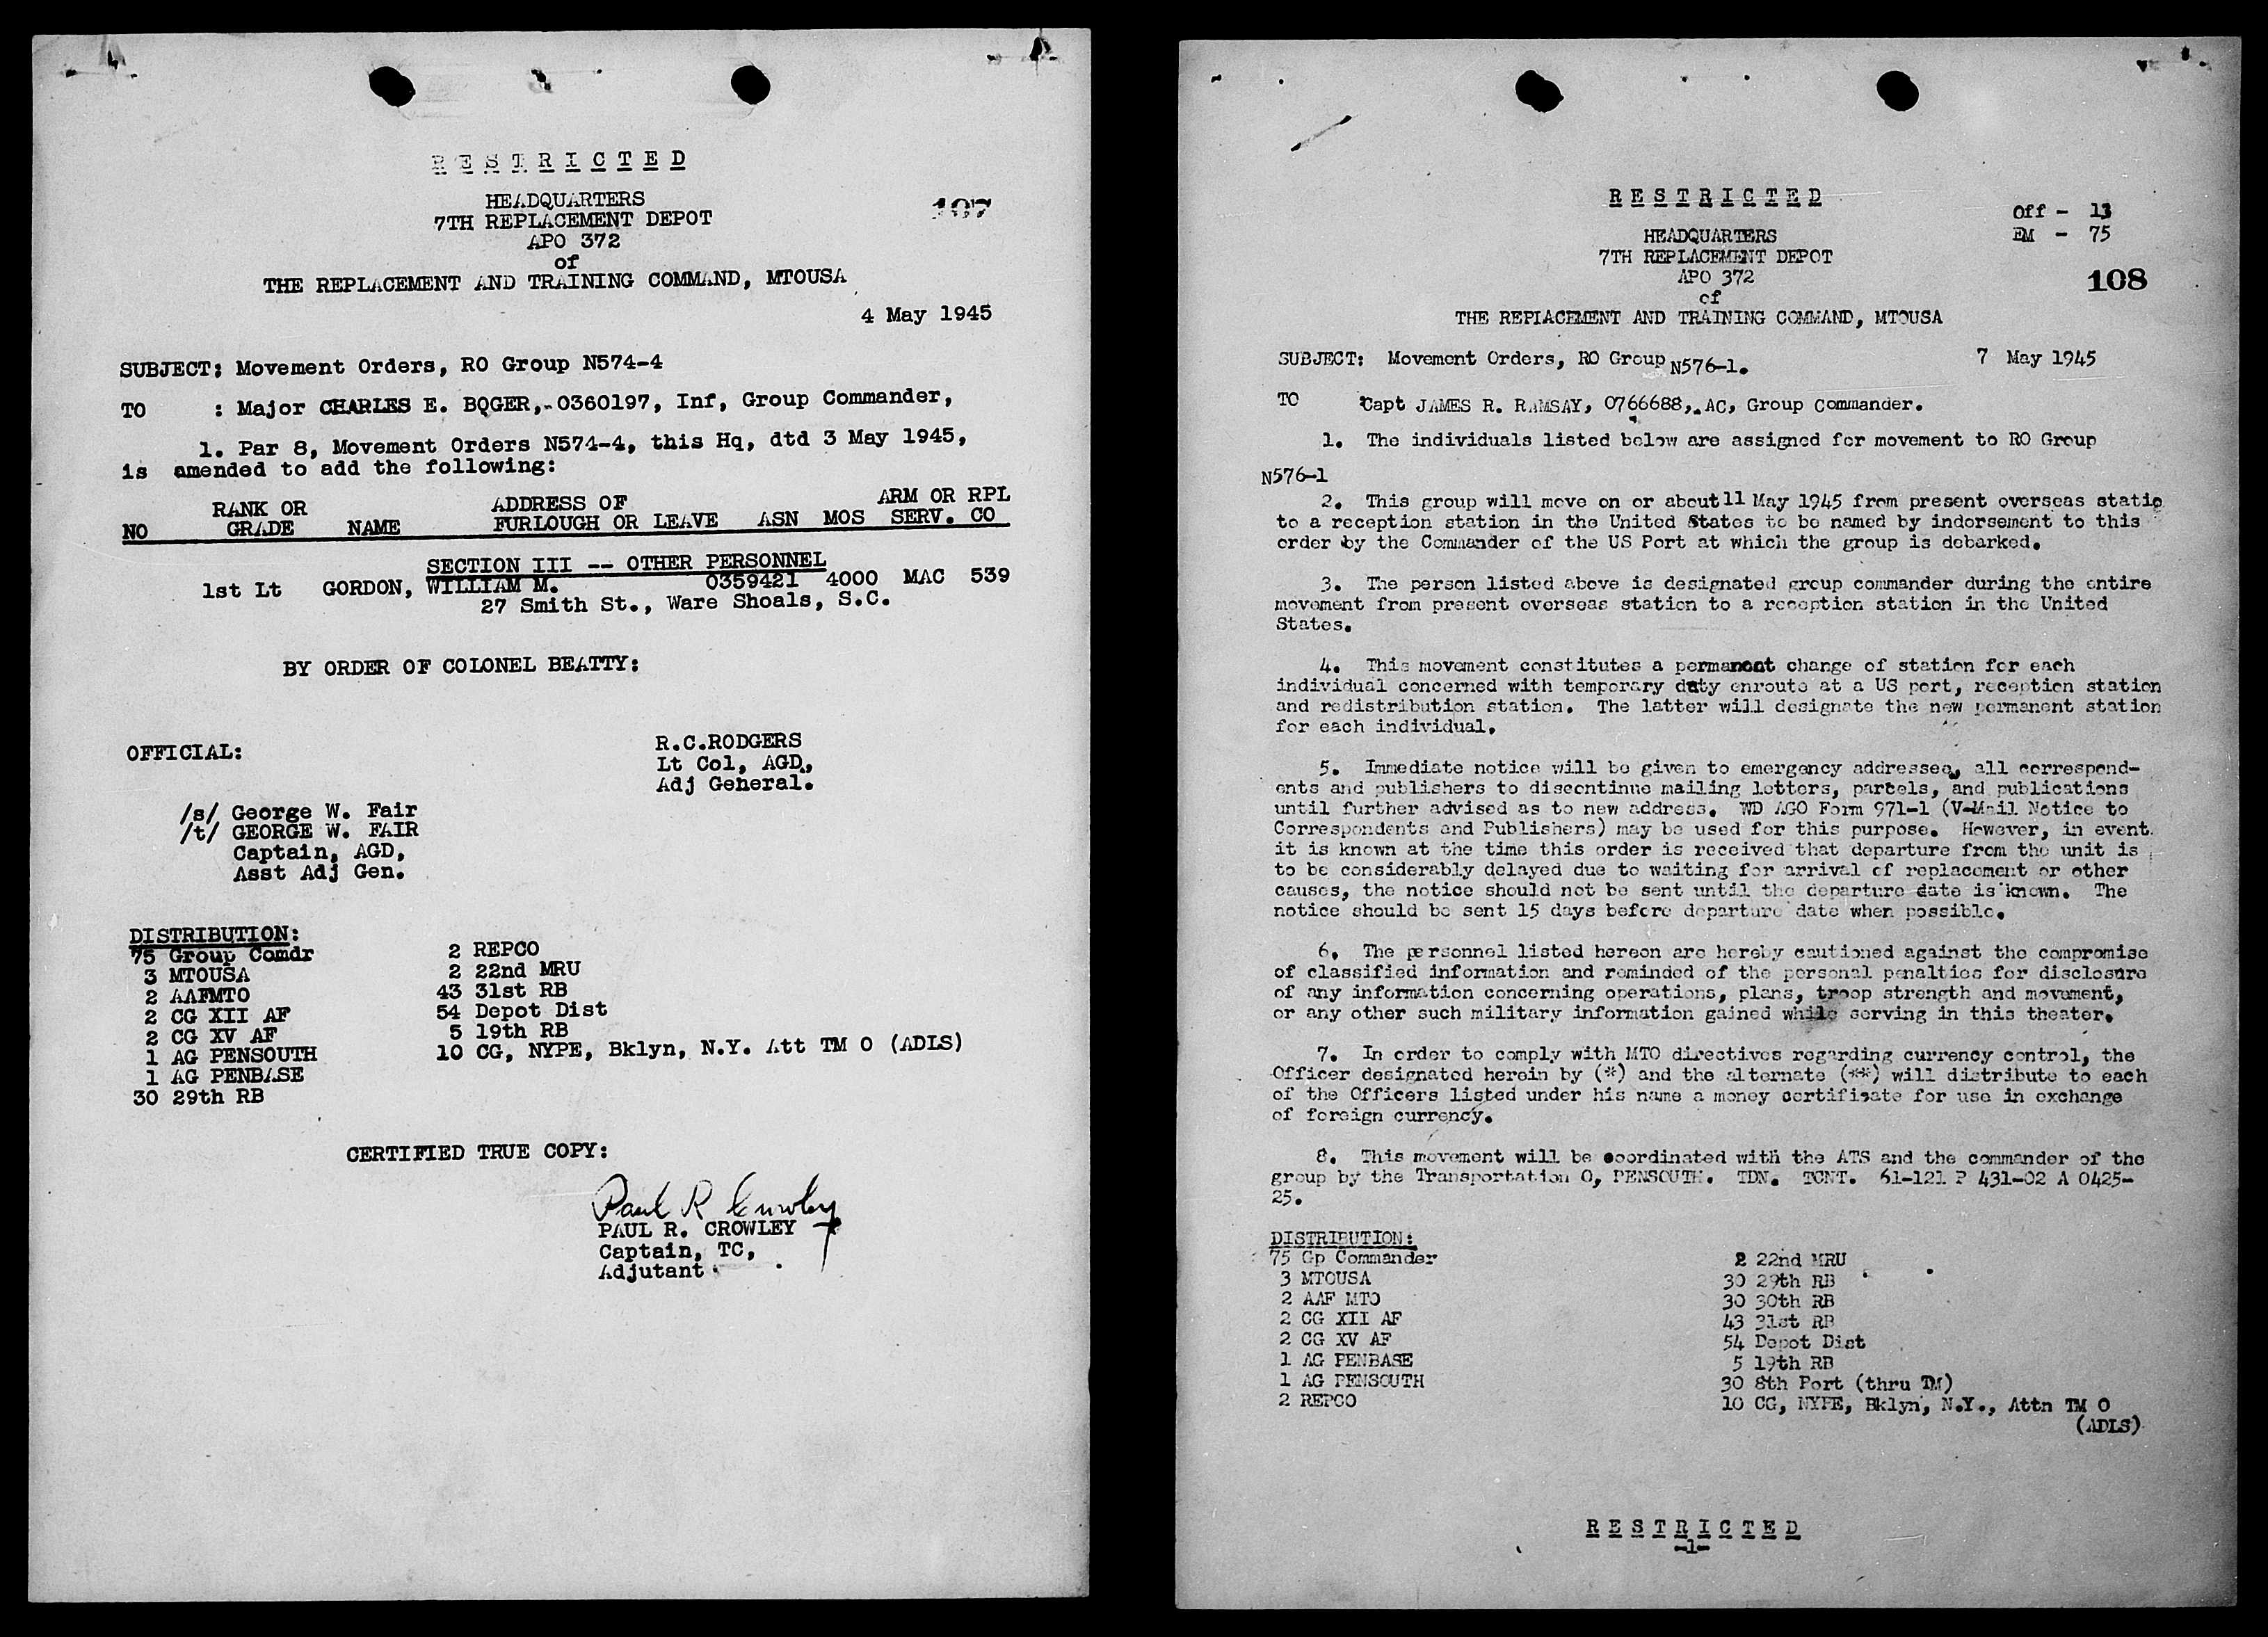 RESTRICTED
HEADQUARTERS
7TH REPLACEMENT DEPOT
APO 372
of
THE REPLACEMENT AND TRAINING COMMAND, MTOUSA
107
4 May 1945
SUBJECT: Movement Orders, RO Group N574-4
TO : Major CHARLES E. BOGER, 0360197, Inf, Group Commander,
1. Par 8, Movement Orders N574-4, this Hq, dtd 3 May 1945,
is amended to add the following:
RANK OR ADDRESS OF ARM OR RPL
NO GRADE NAME FURLOUGH OR LEAVE ASN MOS SERV. CO
SECTION III -- OTHER PERSONNEL
1st Lt GORDON, WILLIAM M. 0359421 4000 MAC 539
27 Smith St., Ware Shoals, S.C.
BY ORDER OF COLONEL BEATTY:
R.C.RODGERS
OFFICIAL: Lt Col, AGD,
Adj General.
/s/ George W. Fair
/t/ GEORGE W. FAIR
Captain, AGD,
Asst Adj Gen.
DISTRIBUTION:
75 Group Comdr 2 REPCO
3 MTOUSA 2 22nd MRU
2 AAFMTO 43 31st RB
2 CG XII AF 54 Depot Dist
2 CG XV AF 5 19th RB
1 AG PENSOUTH 10 CG, NYPE, Bklyn, N.Y. Att TM O (ADLS)
1 AG PENBASE
30 29th RB
CERTIFIED TRUE COPY:
Paul R Crowley
PAUL R. CROWLEY
Captain, TC,
Adjutant
RESTRICTED
Off - 13
EM - 75
HEADQUARTERS
7TH REPLACEMENT DEPOT
APO 372
of
THE REPLACEMENT AND TRAINING COMMAND, MTOUSA
108
SUBJECT: Movement Orders, RO Group N576-1. 7 May 1945
TO Capt JAMES R. RAMSAY, 0766688, AC, Group Commander.
1. The individuals listed below are assigned for movement to RO Group
N576-1
2. This group will move on or about 11 May 1945 from present overseas statio
to a reception station in the United States to be named by indorsement to this
order by the Commander of the US Port at which the group is debarked.
3. The person listed above is designated group commander during the entire
movement from present overseas station to a reception station in the United
States.
4. This movement constitutes a permanent change of station for each
individual concerned with temporary duty enroute at a US port, reception station
and redistribution station. The latter will designate the new permanent station
for each individual.
5. Immediate notice will be given to emergency addressee, all correspond-
ents and publishers to discontinue mailing letters, parcels, and publications
until further advised as to new address. WD AGO Form 971-1 (V-Mail Notice to
Correspondents and Publishers) may be used for this purpose. However, in event
it is known at the time this order is received that departure from the unit is
to be considerably delayed due to waiting for arrival of replacement or other
causes, the notice should not be sent until the departure date is known. The
notice should be sent 15 days before departure date when possible.
6. The personnel listed hereon are hereby cautioned against the compromise
of classified information and reminded of the personal penalties for disclosure
of any information concerning operations, plans, troop strength and movement,
or any other such military information gained while serving in this theater.
7. In order to comply with MTO directives regarding currency control, the
Officer designated herein by (*) and the alternate (**) will distribute to each
of the Officers listed under his name a money certificate for use in exchange
of foreign currency.
8. This movement will be coordinated with the ATS and the commander of the
group by the Transportation O, PENSOUTH. TDN. TCNT. 61-121 P 431-02 A 0425-
25.
DISTRIBUTION:
75 Gp Commander 2 22nd MRU
3 MTOUSA 30 29th RB
2 AAF MTO 30 30th RB
2 CG XII AF 43 31st RB
2 CG XV AF 54 Depot Dist
1 AG PENBASE 5 19th RB
1 AG PENSOUTH 30 8th Port (thru TM)
2 REPCO 10 CG, NYPE, Bklyn, N.Y., Attn TM O
(ADLS)
RESTRICTED
-1-